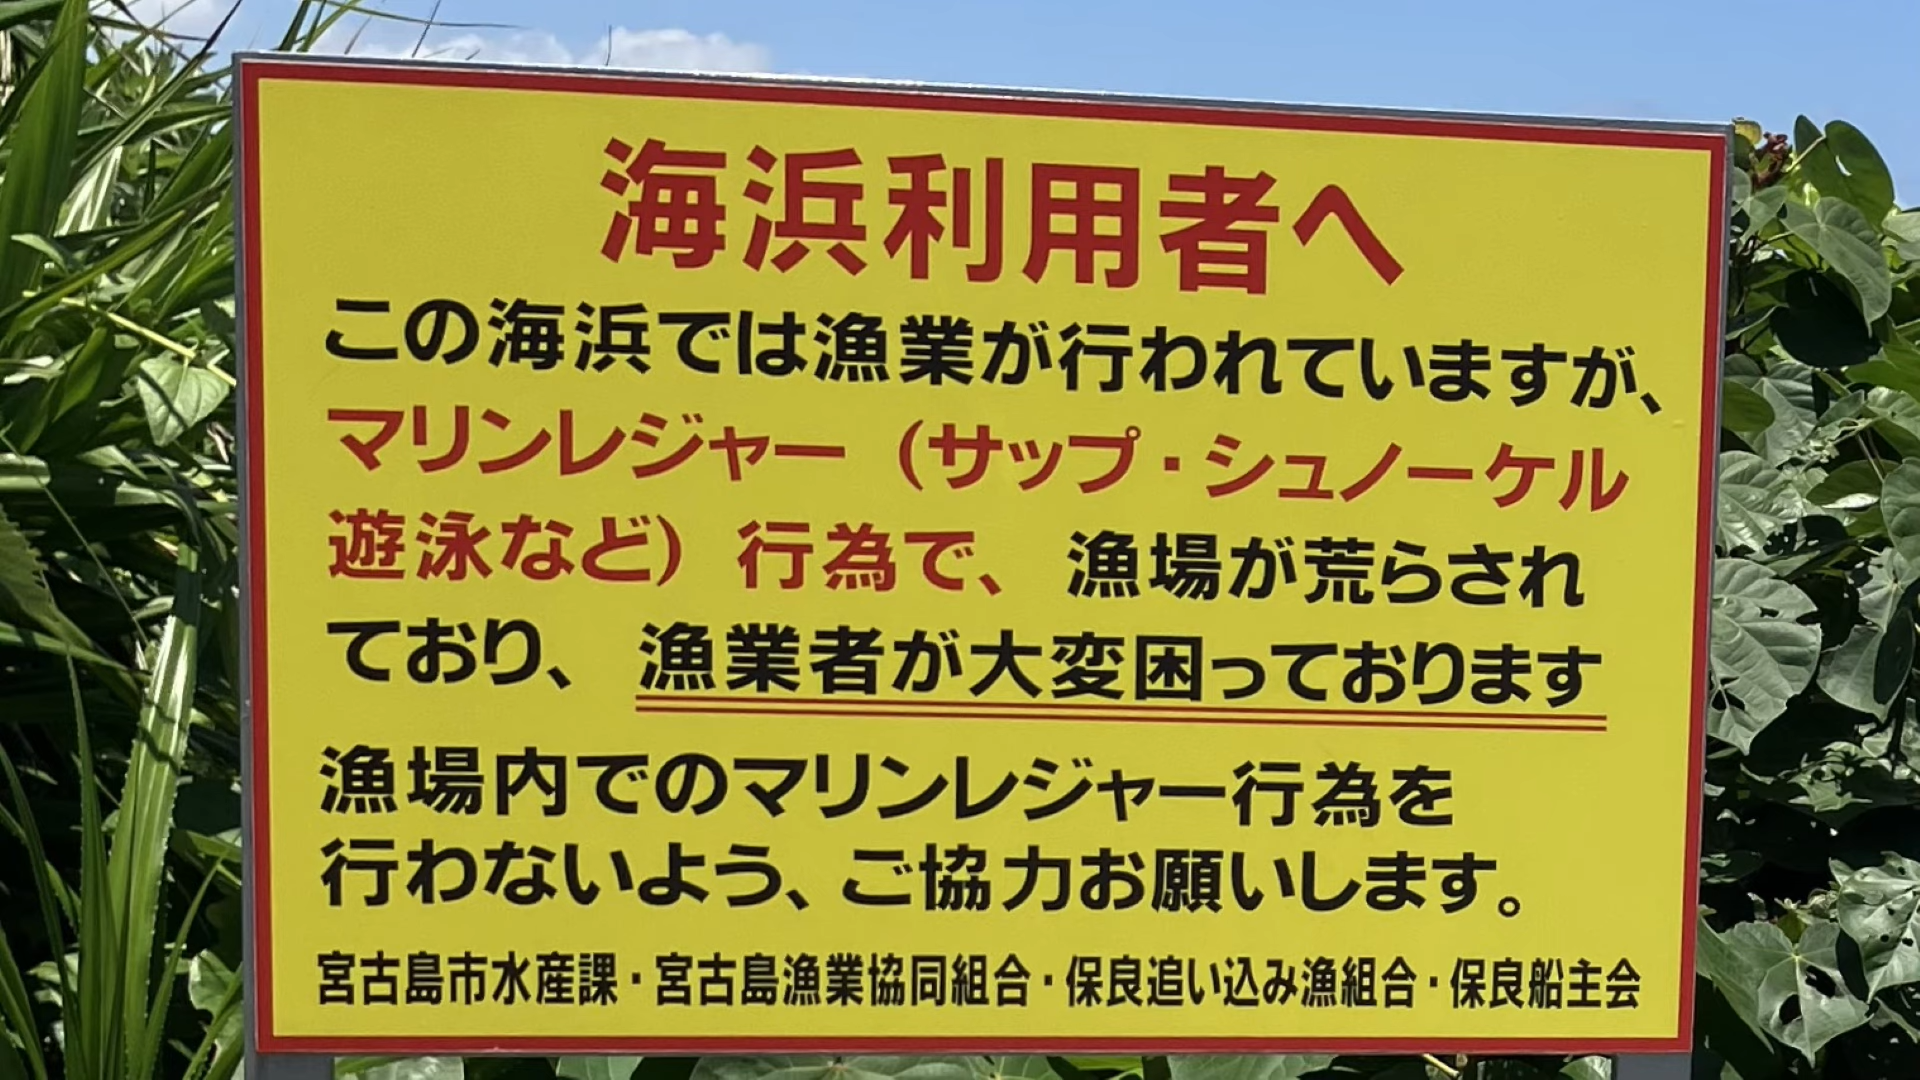 海浜利用者へ
この海浜では漁業が行われていますが、
マリンレジャー（サップ・シュノーケル
遊泳など）行為で、漁場が荒らされ
ており、漁業者が大変困っております
漁場内でのマリンレジャー行為を
行わないよう、ご協力お願いします。
宮古島市水産課・宮古島漁業協同組合・保良追い込み漁組合・保良船主会